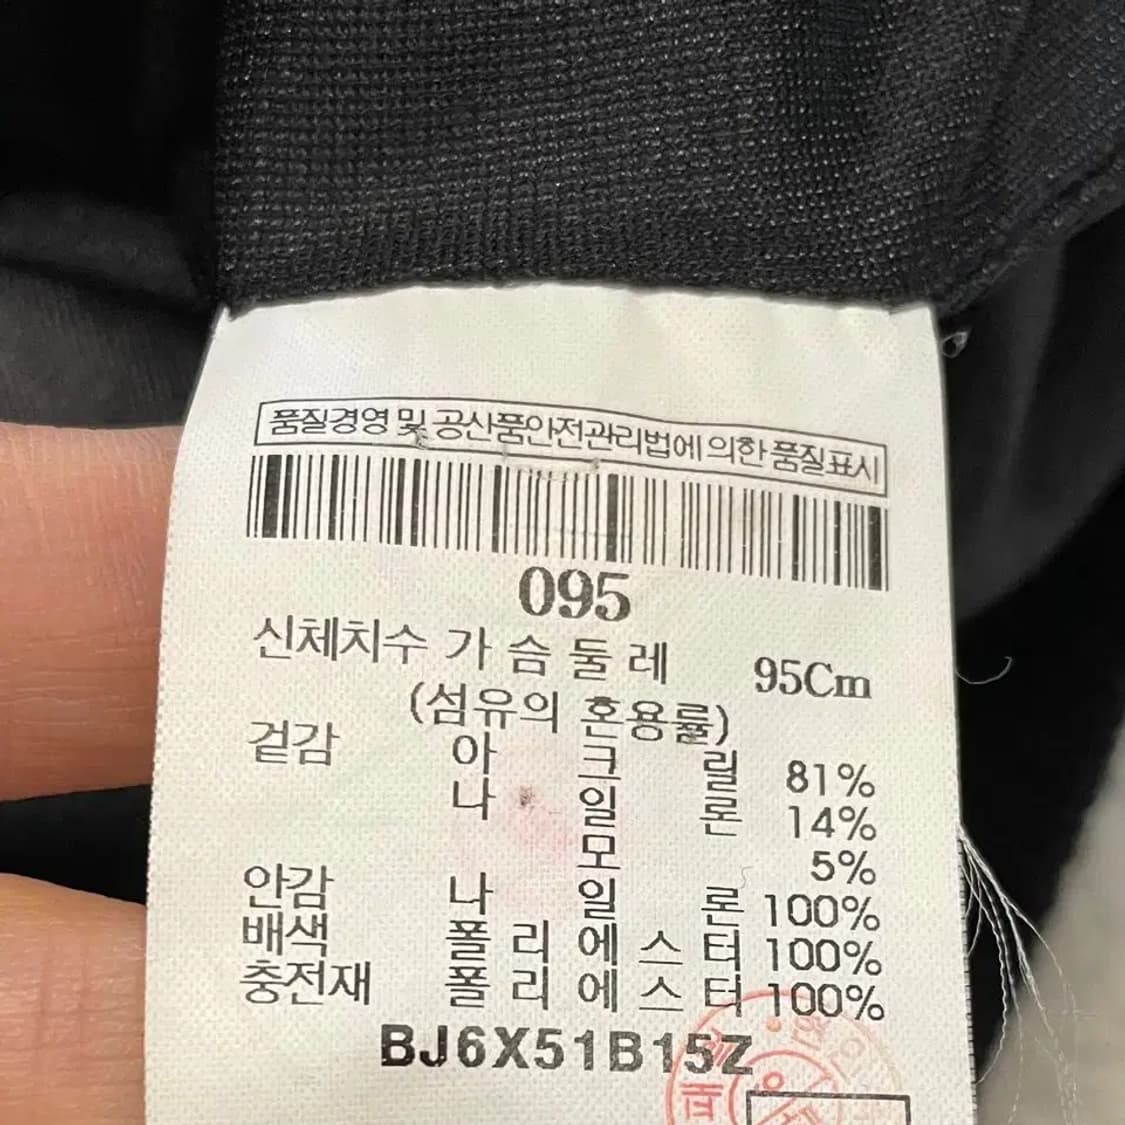 품질경영 및 공산품안전관리법에 의한 품질표시
095
신체치수 가슴둘레 95Cm
(섬유의 혼용률)
겉감 아크릴 81%
나일론 14%
모 5%
안감 나일론 100%
배색 폴리에스터 100%
충전재 폴리에스터 100%
BJ6X51B15Z